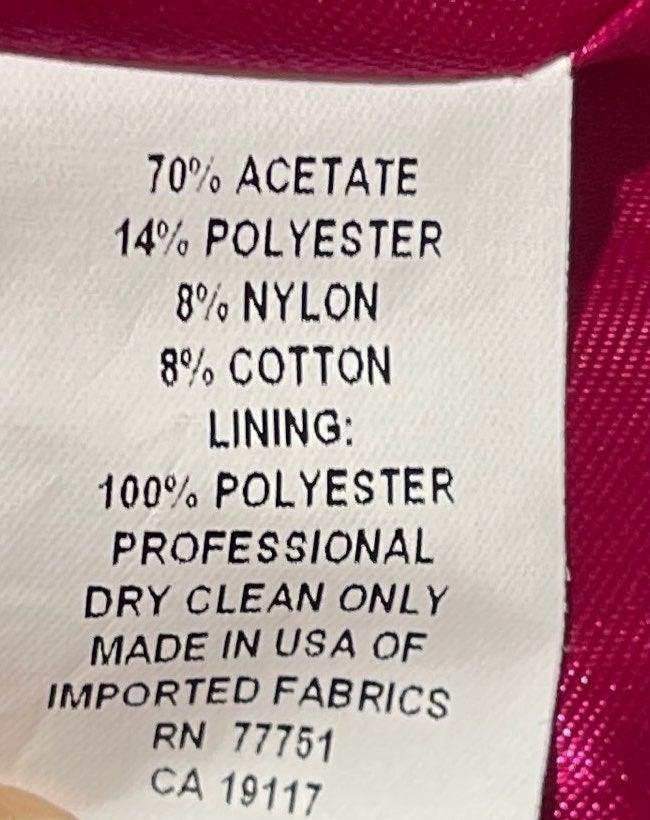 70% ACETATE
14% POLYESTER
8% NYLON
8% COTTON
LINING:
100% POLYESTER
PROFESSIONAL
DRY CLEAN ONLY
MADE IN USA OF
IMPORTED FABRICS
RN 77751
CA 19117